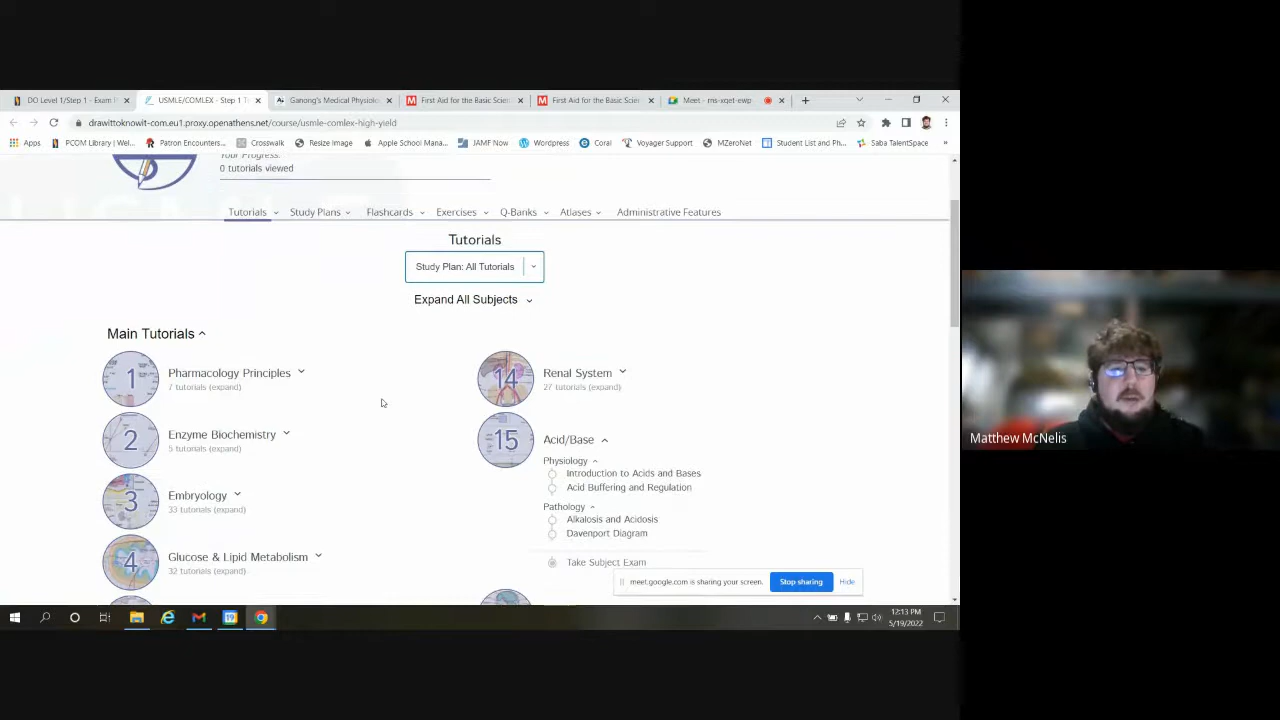 DO Level 1/Step 1 - Exam P
USMLE/COMLEX - Step 1 T
Ganong's Medical Physiolo
First Aid for the Basic Scien
First Aid for the Basic Scien
Meet - ms-xqet-ewp
drawittoknowit-com.eu1.proxy.openathens.net/course/usmle-comlex-high-yield
Apps
PCOM Library | Wel...
Patron Encounters...
Crosswalk
Resize Image
Apple School Mana...
JAMF Now
Wordpress
Coral
Voyager Support
MZeroNet
Student List and Ph...
Saba TalentSpace
»
Your Progress:
0 tutorials viewed
Tutorials
Study Plans
Flashcards
Exercises
Q-Banks
Atlases
Administrative Features
Tutorials
Study Plan: All Tutorials
Expand All Subjects
Main Tutorials
1
Pharmacology Principles
7 tutorials (expand)
2
Enzyme Biochemistry
5 tutorials (expand)
3
Embryology
33 tutorials (expand)
4
Glucose & Lipid Metabolism
32 tutorials (expand)
14
Renal System
27 tutorials (expand)
15
Acid/Base
Physiology
Introduction to Acids and Bases
Acid Buffering and Regulation
Pathology
Alkalosis and Acidosis
Davenport Diagram
Take Subject Exam
meet.google.com is sharing your screen.
Stop sharing
Hide
12:13 PM
5/19/2022
Matthew McNelis